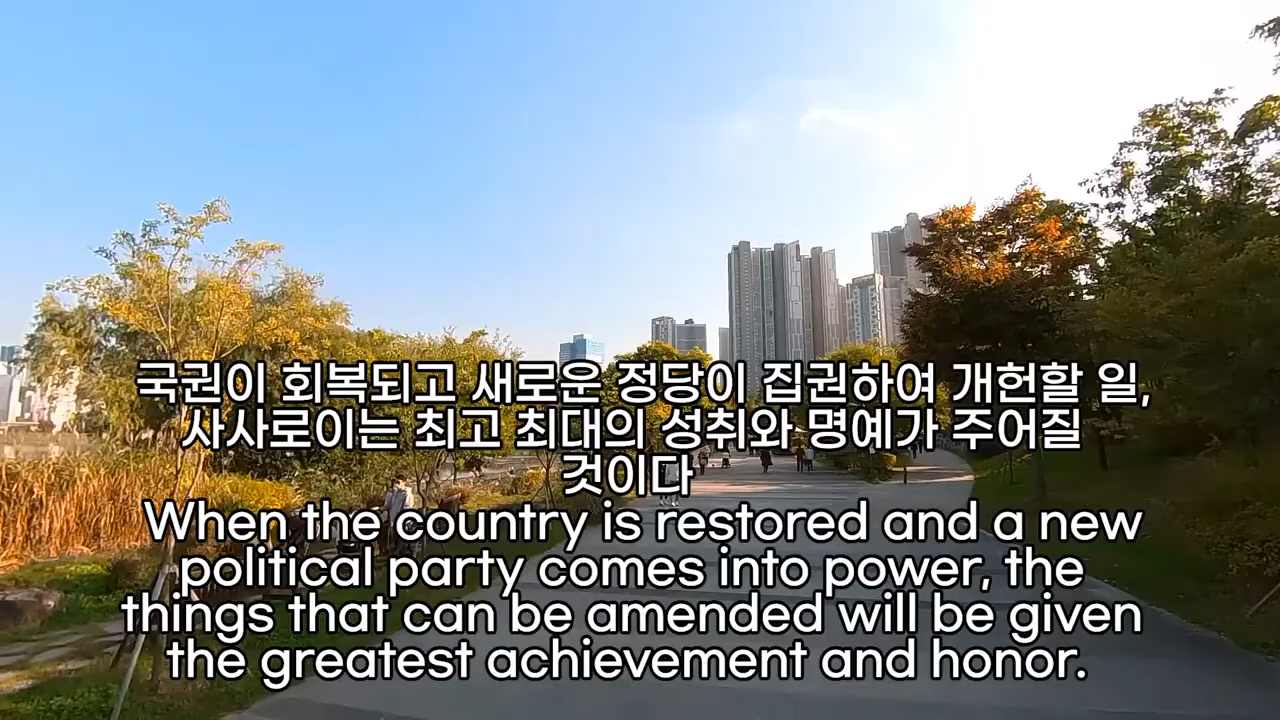 국권이 회복되고 새로운 정당이 집권하여 개헌할 일,
사사로이는 최고 최대의 성취와 명예가 주어질
것이다
When the country is restored and a new
political party comes into power, the
things that can be amended will be given
the greatest achievement and honor.